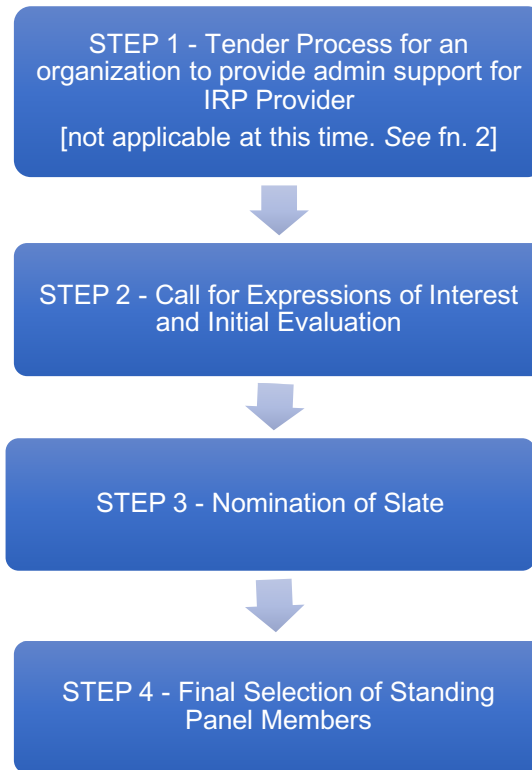 STEP 1 - Tender Process for an
organization to provide admin support for
IRP Provider
[not applicable at this time. See fn. 2]
STEP 2 - Call for Expressions of Interest
and Initial Evaluation
STEP 3 - Nomination of Slate
STEP 4 - Final Selection of Standing
Panel Members